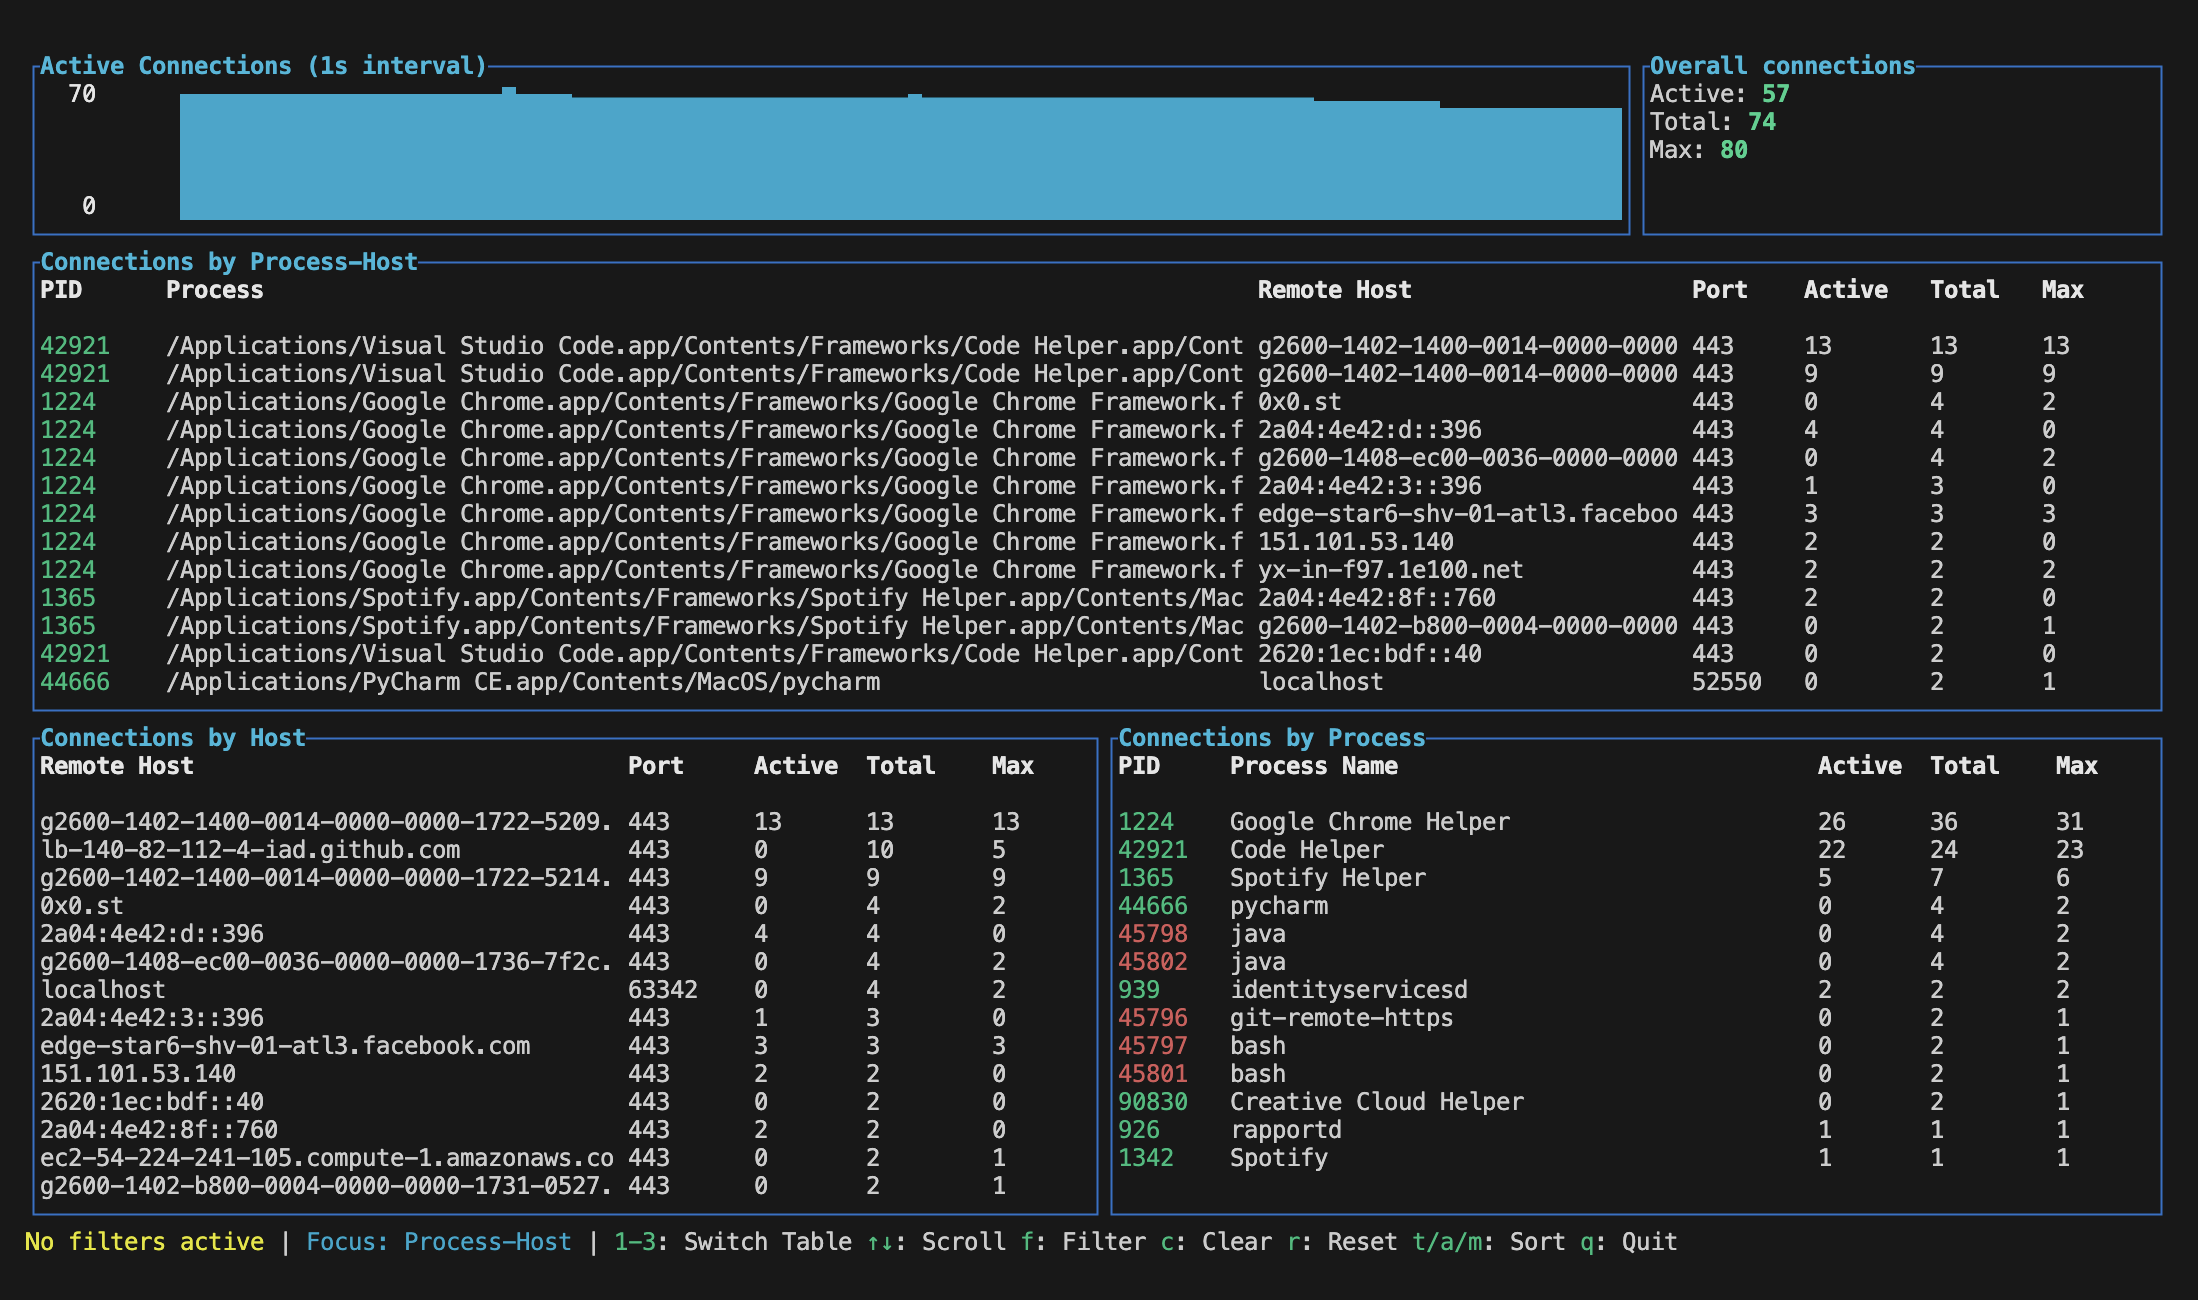 Active Connections (1s interval)
70
0
Overall connections
Active: 57
Total: 74
Max: 80
Connections by Process-Host
PID Process Remote Host Port Active Total Max
42921 /Applications/Visual Studio Code.app/Contents/Frameworks/Code Helper.app/Cont g2600-1402-1400-0014-0000-0000 443 13 13 13
42921 /Applications/Visual Studio Code.app/Contents/Frameworks/Code Helper.app/Cont g2600-1402-1400-0014-0000-0000 443 9 9 9
1224 /Applications/Google Chrome.app/Contents/Frameworks/Google Chrome Framework.f 0x0.st 443 0 4 2
1224 /Applications/Google Chrome.app/Contents/Frameworks/Google Chrome Framework.f 2a04:4e42:d::396 443 4 4 0
1224 /Applications/Google Chrome.app/Contents/Frameworks/Google Chrome Framework.f g2600-1408-ec00-0036-0000-0000 443 0 4 2
1224 /Applications/Google Chrome.app/Contents/Frameworks/Google Chrome Framework.f 2a04:4e42:3::396 443 1 3 0
1224 /Applications/Google Chrome.app/Contents/Frameworks/Google Chrome Framework.f edge-star6-shv-01-atl3.faceboo 443 3 3 3
1224 /Applications/Google Chrome.app/Contents/Frameworks/Google Chrome Framework.f 151.101.53.140 443 2 2 0
1224 /Applications/Google Chrome.app/Contents/Frameworks/Google Chrome Framework.f yx-in-f97.1e100.net 443 2 2 2
1365 /Applications/Spotify.app/Contents/Frameworks/Spotify Helper.app/Contents/Mac 2a04:4e42:8f::760 443 2 2 0
1365 /Applications/Spotify.app/Contents/Frameworks/Spotify Helper.app/Contents/Mac g2600-1402-b800-0004-0000-0000 443 0 2 1
42921 /Applications/Visual Studio Code.app/Contents/Frameworks/Code Helper.app/Cont 2620:1ec:bdf::40 443 0 2 0
44666 /Applications/PyCharm CE.app/Contents/MacOS/pycharm localhost 52550 0 2 1
Connections by Host
Remote Host Port Active Total Max
g2600-1402-1400-0014-0000-0000-1722-5209. 443 13 13 13
lb-140-82-112-4-iad.github.com 443 0 10 5
g2600-1402-1400-0014-0000-0000-1722-5214. 443 9 9 9
0x0.st 443 0 4 2
2a04:4e42:d::396 443 4 4 0
g2600-1408-ec00-0036-0000-0000-1736-7f2c. 443 0 4 2
localhost 63342 0 4 2
2a04:4e42:3::396 443 1 3 0
edge-star6-shv-01-atl3.facebook.com 443 3 3 3
151.101.53.140 443 2 2 0
2620:1ec:bdf::40 443 0 2 0
2a04:4e42:8f::760 443 2 2 0
ec2-54-224-241-105.compute-1.amazonaws.co 443 0 2 1
g2600-1402-b800-0004-0000-0000-1731-0527. 443 0 2 1
Connections by Process
PID Process Name Active Total Max
1224 Google Chrome Helper 26 36 31
42921 Code Helper 22 24 23
1365 Spotify Helper 5 7 6
44666 pycharm 0 4 2
45798 java 0 4 2
45802 java 0 4 2
939 identityservicesd 2 2 2
45796 git-remote-https 0 2 1
45797 bash 0 2 1
45801 bash 0 2 1
90830 Creative Cloud Helper 0 2 1
926 rapportd 1 1 1
1342 Spotify 1 1 1
No filters active | Focus: Process-Host | 1-3: Switch Table ↑↓: Scroll f: Filter c: Clear r: Reset t/a/m: Sort q: Quit